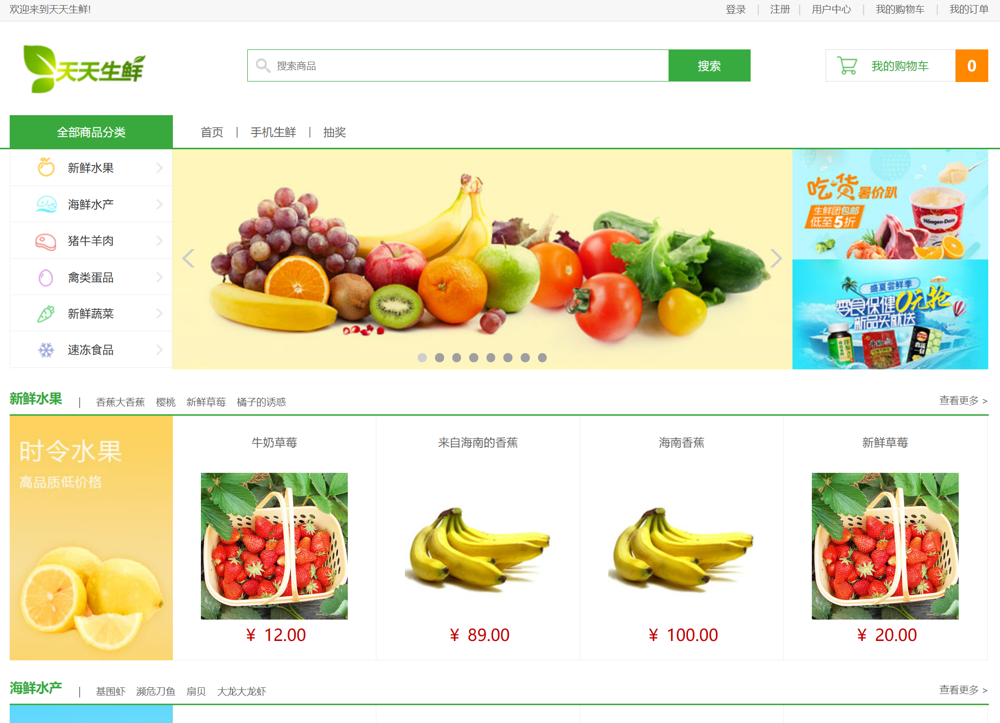 欢迎来到天天生鲜!
登录 | 注册 | 用户中心 | 我的购物车 | 我的订单
天天生鲜
搜索商品
搜索
我的购物车
0
全部商品分类
首页 | 手机生鲜 | 抽奖
新鲜水果
海鲜水产
猪牛羊肉
禽类蛋品
新鲜蔬菜
速冻食品
吃货暑价趴
生鲜团包邮
低至5折
Häagen-Dazs
盛夏尝鲜季
零食保健0元抢
新品买就送
新鲜水果 | 香蕉大香蕉 樱桃 新鲜草莓 橘子的诱惑
查看更多 >
时令水果
高品质低价格
牛奶草莓
¥ 12.00
来自海南的香蕉
¥ 89.00
海南香蕉
¥ 100.00
新鲜草莓
¥ 20.00
海鲜水产 | 基围虾 濒危刀鱼 扇贝 大龙大龙虾
查看更多 >